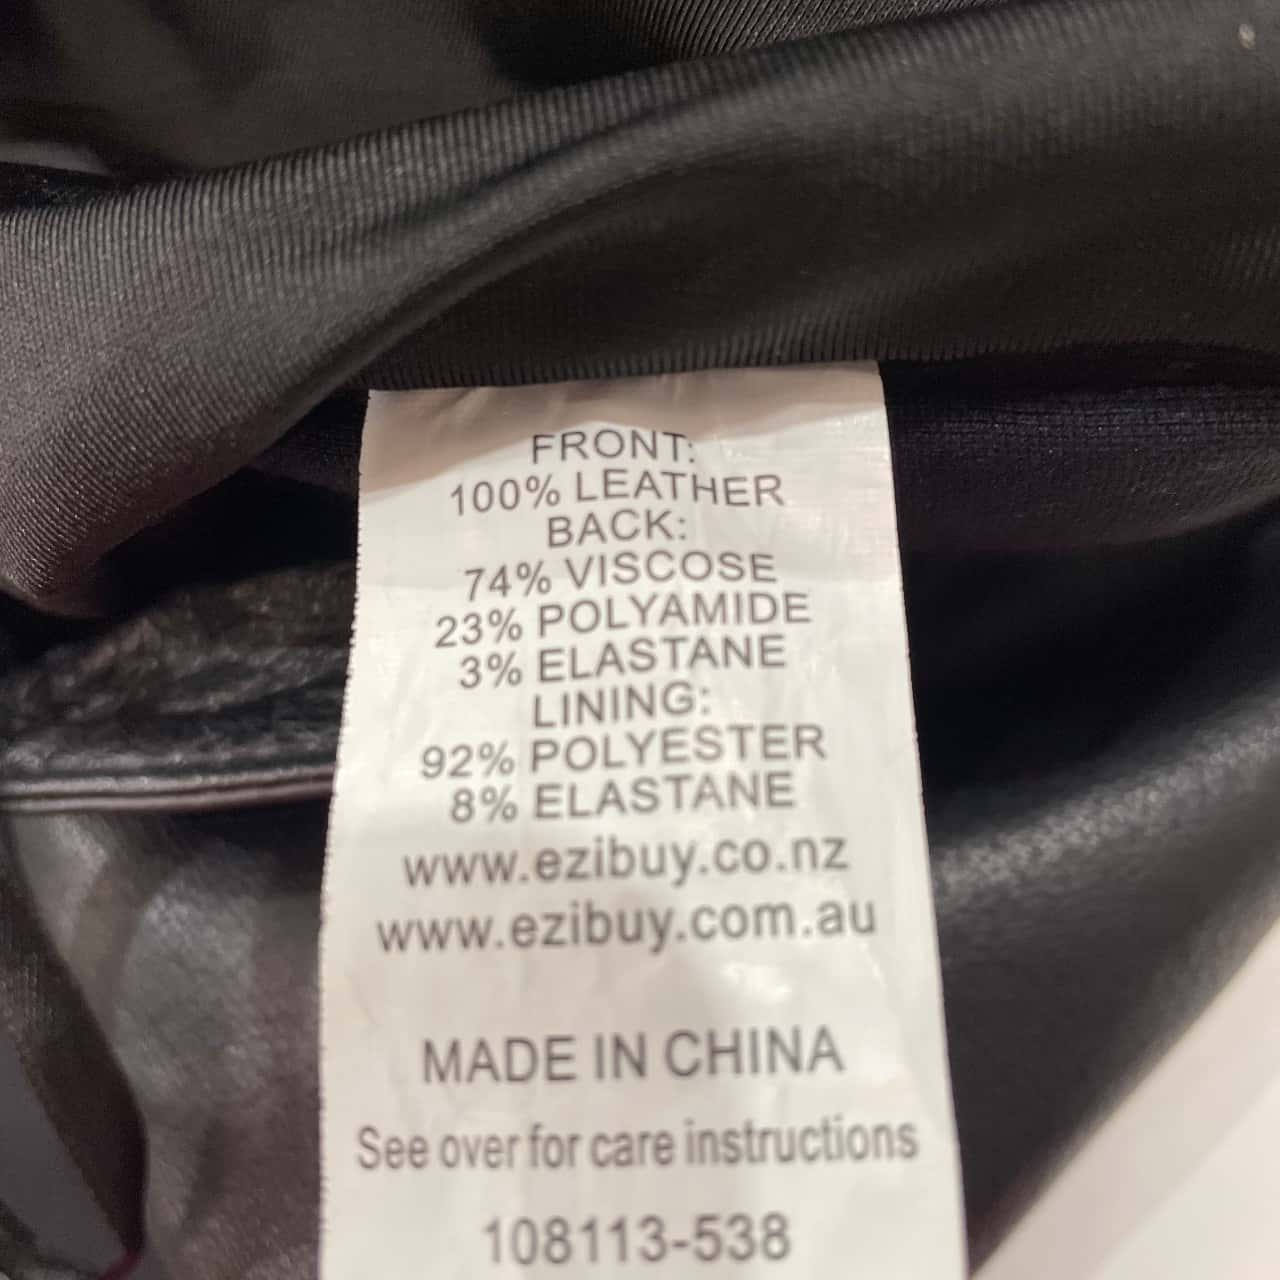 FRONT:
100% LEATHER
BACK:
74% VISCOSE
23% POLYAMIDE
3% ELASTANE
LINING:
92% POLYESTER
8% ELASTANE
www.ezibuy.co.nz
www.ezibuy.com.au
MADE IN CHINA
See over for care instructions
108113-538